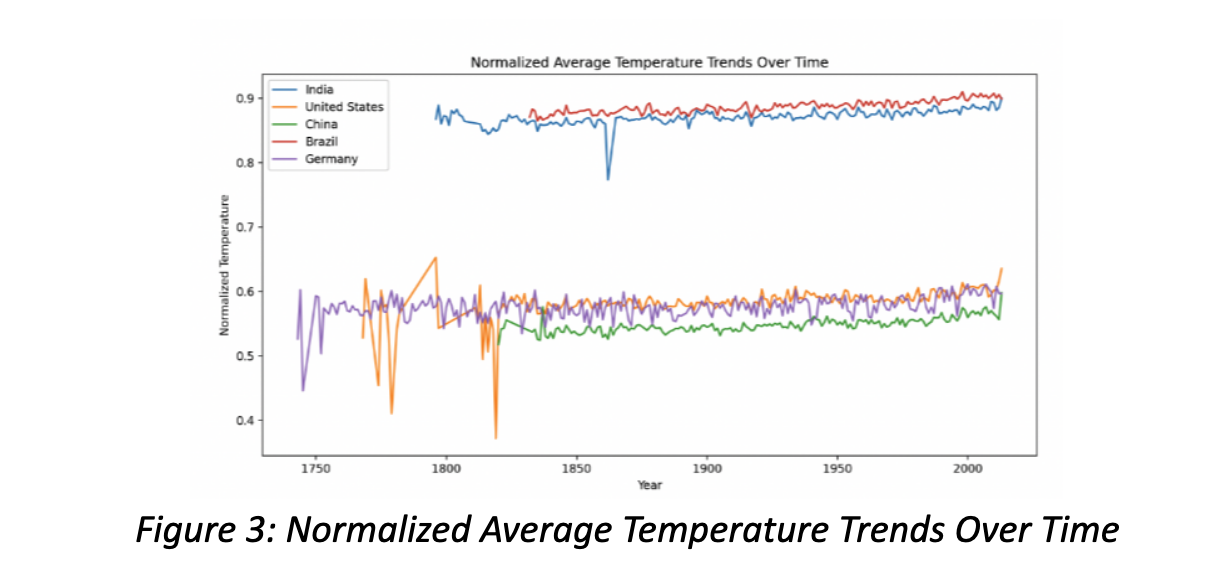 Normalized Average Temperature Trends Over Time
India
United States
China
Brazil
Germany
0.9
0.8
0.7
0.6
0.5
0.4
Normalized Temperature
1750 1800 1850 1900 1950 2000
Year
Figure 3: Normalized Average Temperature Trends Over Time